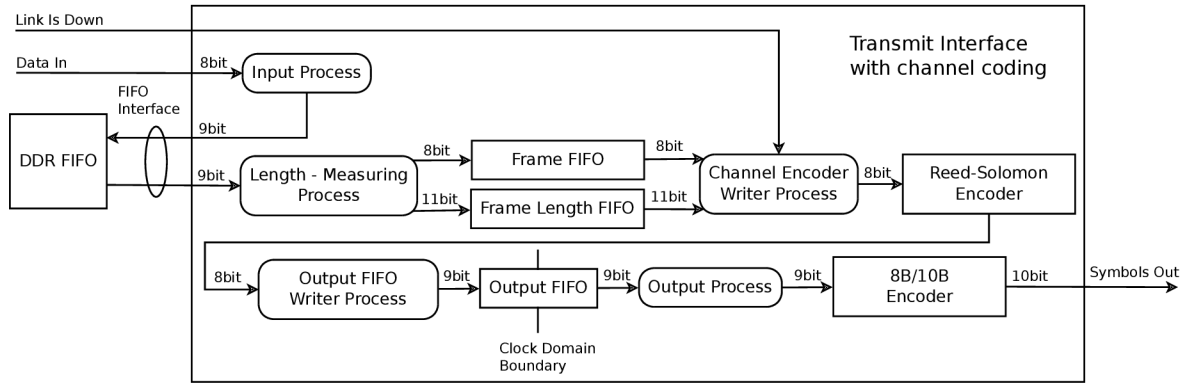 Link Is Down
Transmit Interface
with channel coding
Data In
8bit
Input Process
FIFO
Interface
9bit
DDR FIFO
9bit
Length - Measuring
Process
8bit
Frame FIFO
8bit
11bit
Frame Length FIFO
11bit
Channel Encoder
Writer Process
8bit
Reed-Solomon
Encoder
8bit
Output FIFO
Writer Process
9bit
Output FIFO
9bit
Output Process
9bit
8B/10B
Encoder
10bit
Symbols Out
Clock Domain
Boundary